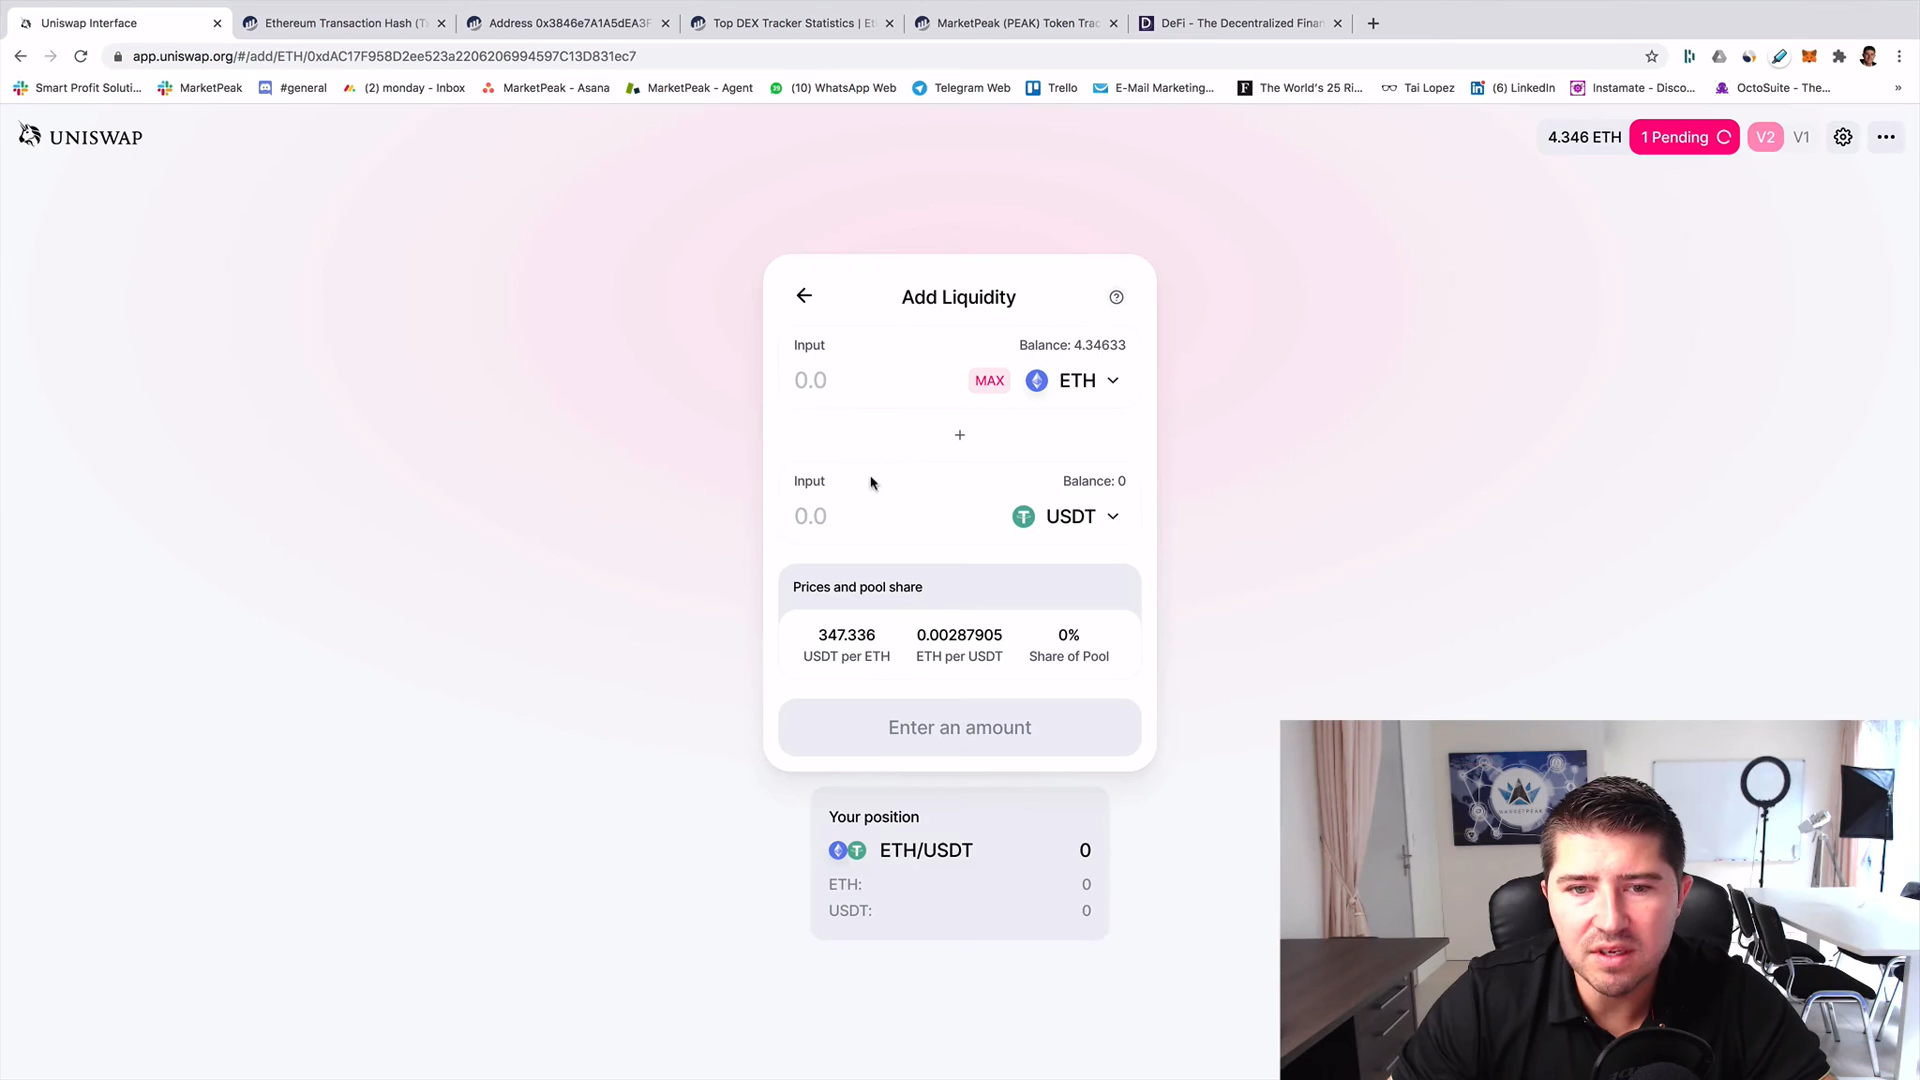 Uniswap Interface
Ethereum Transaction Hash (Tx
Address 0x3846e7A1A5dEA3F
Top DEX Tracker Statistics | Et
MarketPeak (PEAK) Token Trac
DeFi - The Decentralized Finan
app.uniswap.org/#/add/ETH/0xdAC17F958D2ee523a2206206994597C13D831ec7
Smart Profit Soluti...
MarketPeak
#general
(2) monday - Inbox
MarketPeak - Asana
MarketPeak - Agent
(10) WhatsApp Web
Telegram Web
Trello
E-Mail Marketing...
The World's 25 Ri...
Tai Lopez
(6) LinkedIn
Instamate - Disco...
OctoSuite - The...
»
UNISWAP
4.346 ETH
1 Pending
V2
V1
Add Liquidity
Input
Balance: 4.34633
0.0
MAX
ETH
+
Input
Balance: 0
0.0
USDT
Prices and pool share
347.336
0.00287905
0%
USDT per ETH
ETH per USDT
Share of Pool
Enter an amount
Your position
ETH/USDT
0
ETH:
0
USDT:
0
MARKETPEAK